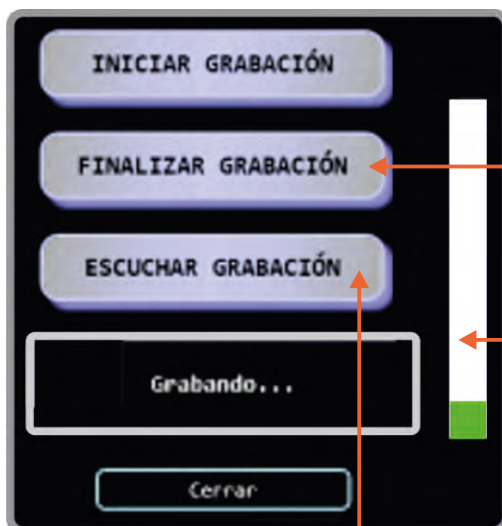 INICIAR GRABACIÓN
FINALIZAR GRABACIÓN
ESCUCHAR GRABACIÓN
Grabando...
Cerrar